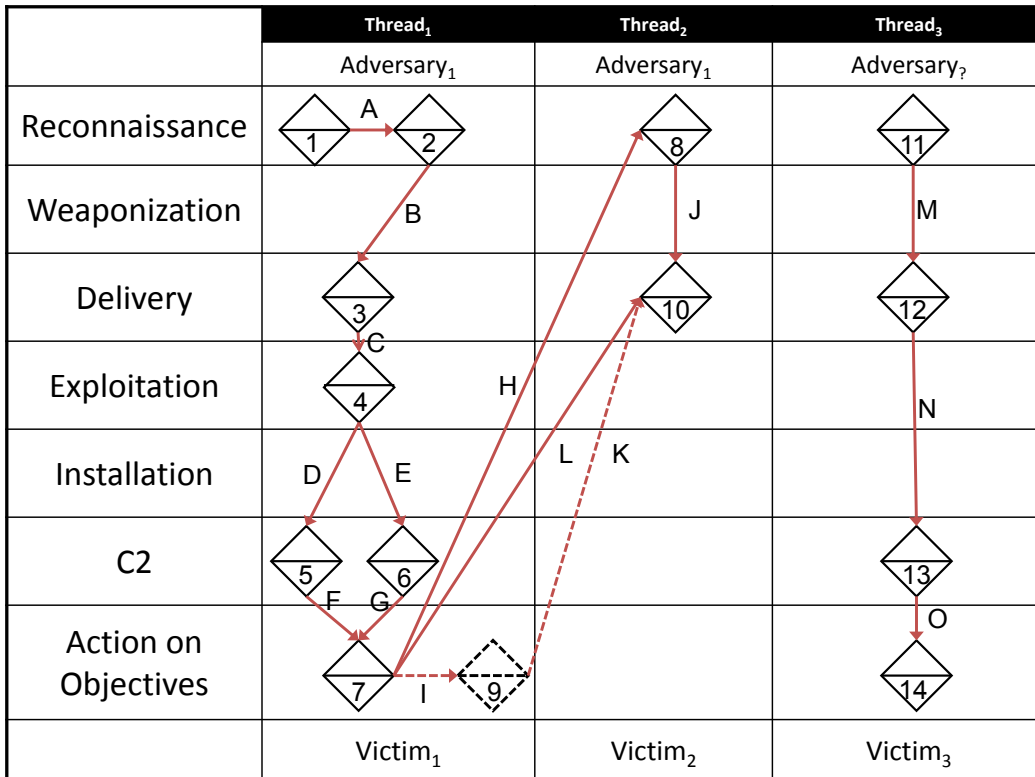 Thread₁ Thread₂ Thread₃
Adversary₁ Adversary₁ Adversary?
Reconnaissance 1 A 2 8 11
Weaponization B J M
Delivery 3 10 12
C
Exploitation 4 H N
Installation D E L K
C2 5 6 13
F G O
Action on
Objectives 7 I 9 14
Victim₁ Victim₂ Victim₃